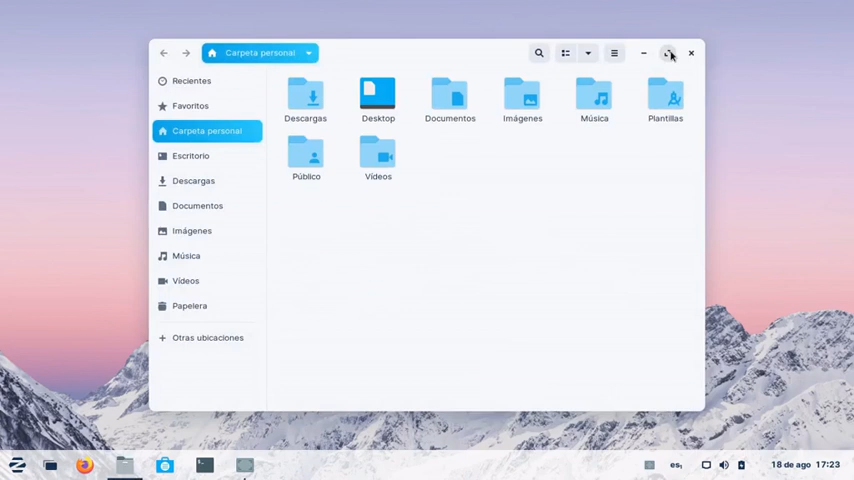 Carpeta personal
Recientes
Favoritos
Carpeta personal
Escritorio
Descargas
Documentos
Imágenes
Música
Vídeos
Papelera
Otras ubicaciones
Descargas
Desktop
Documentos
Imágenes
Música
Plantillas
Público
Vídeos
es₁
18 de ago 17:23